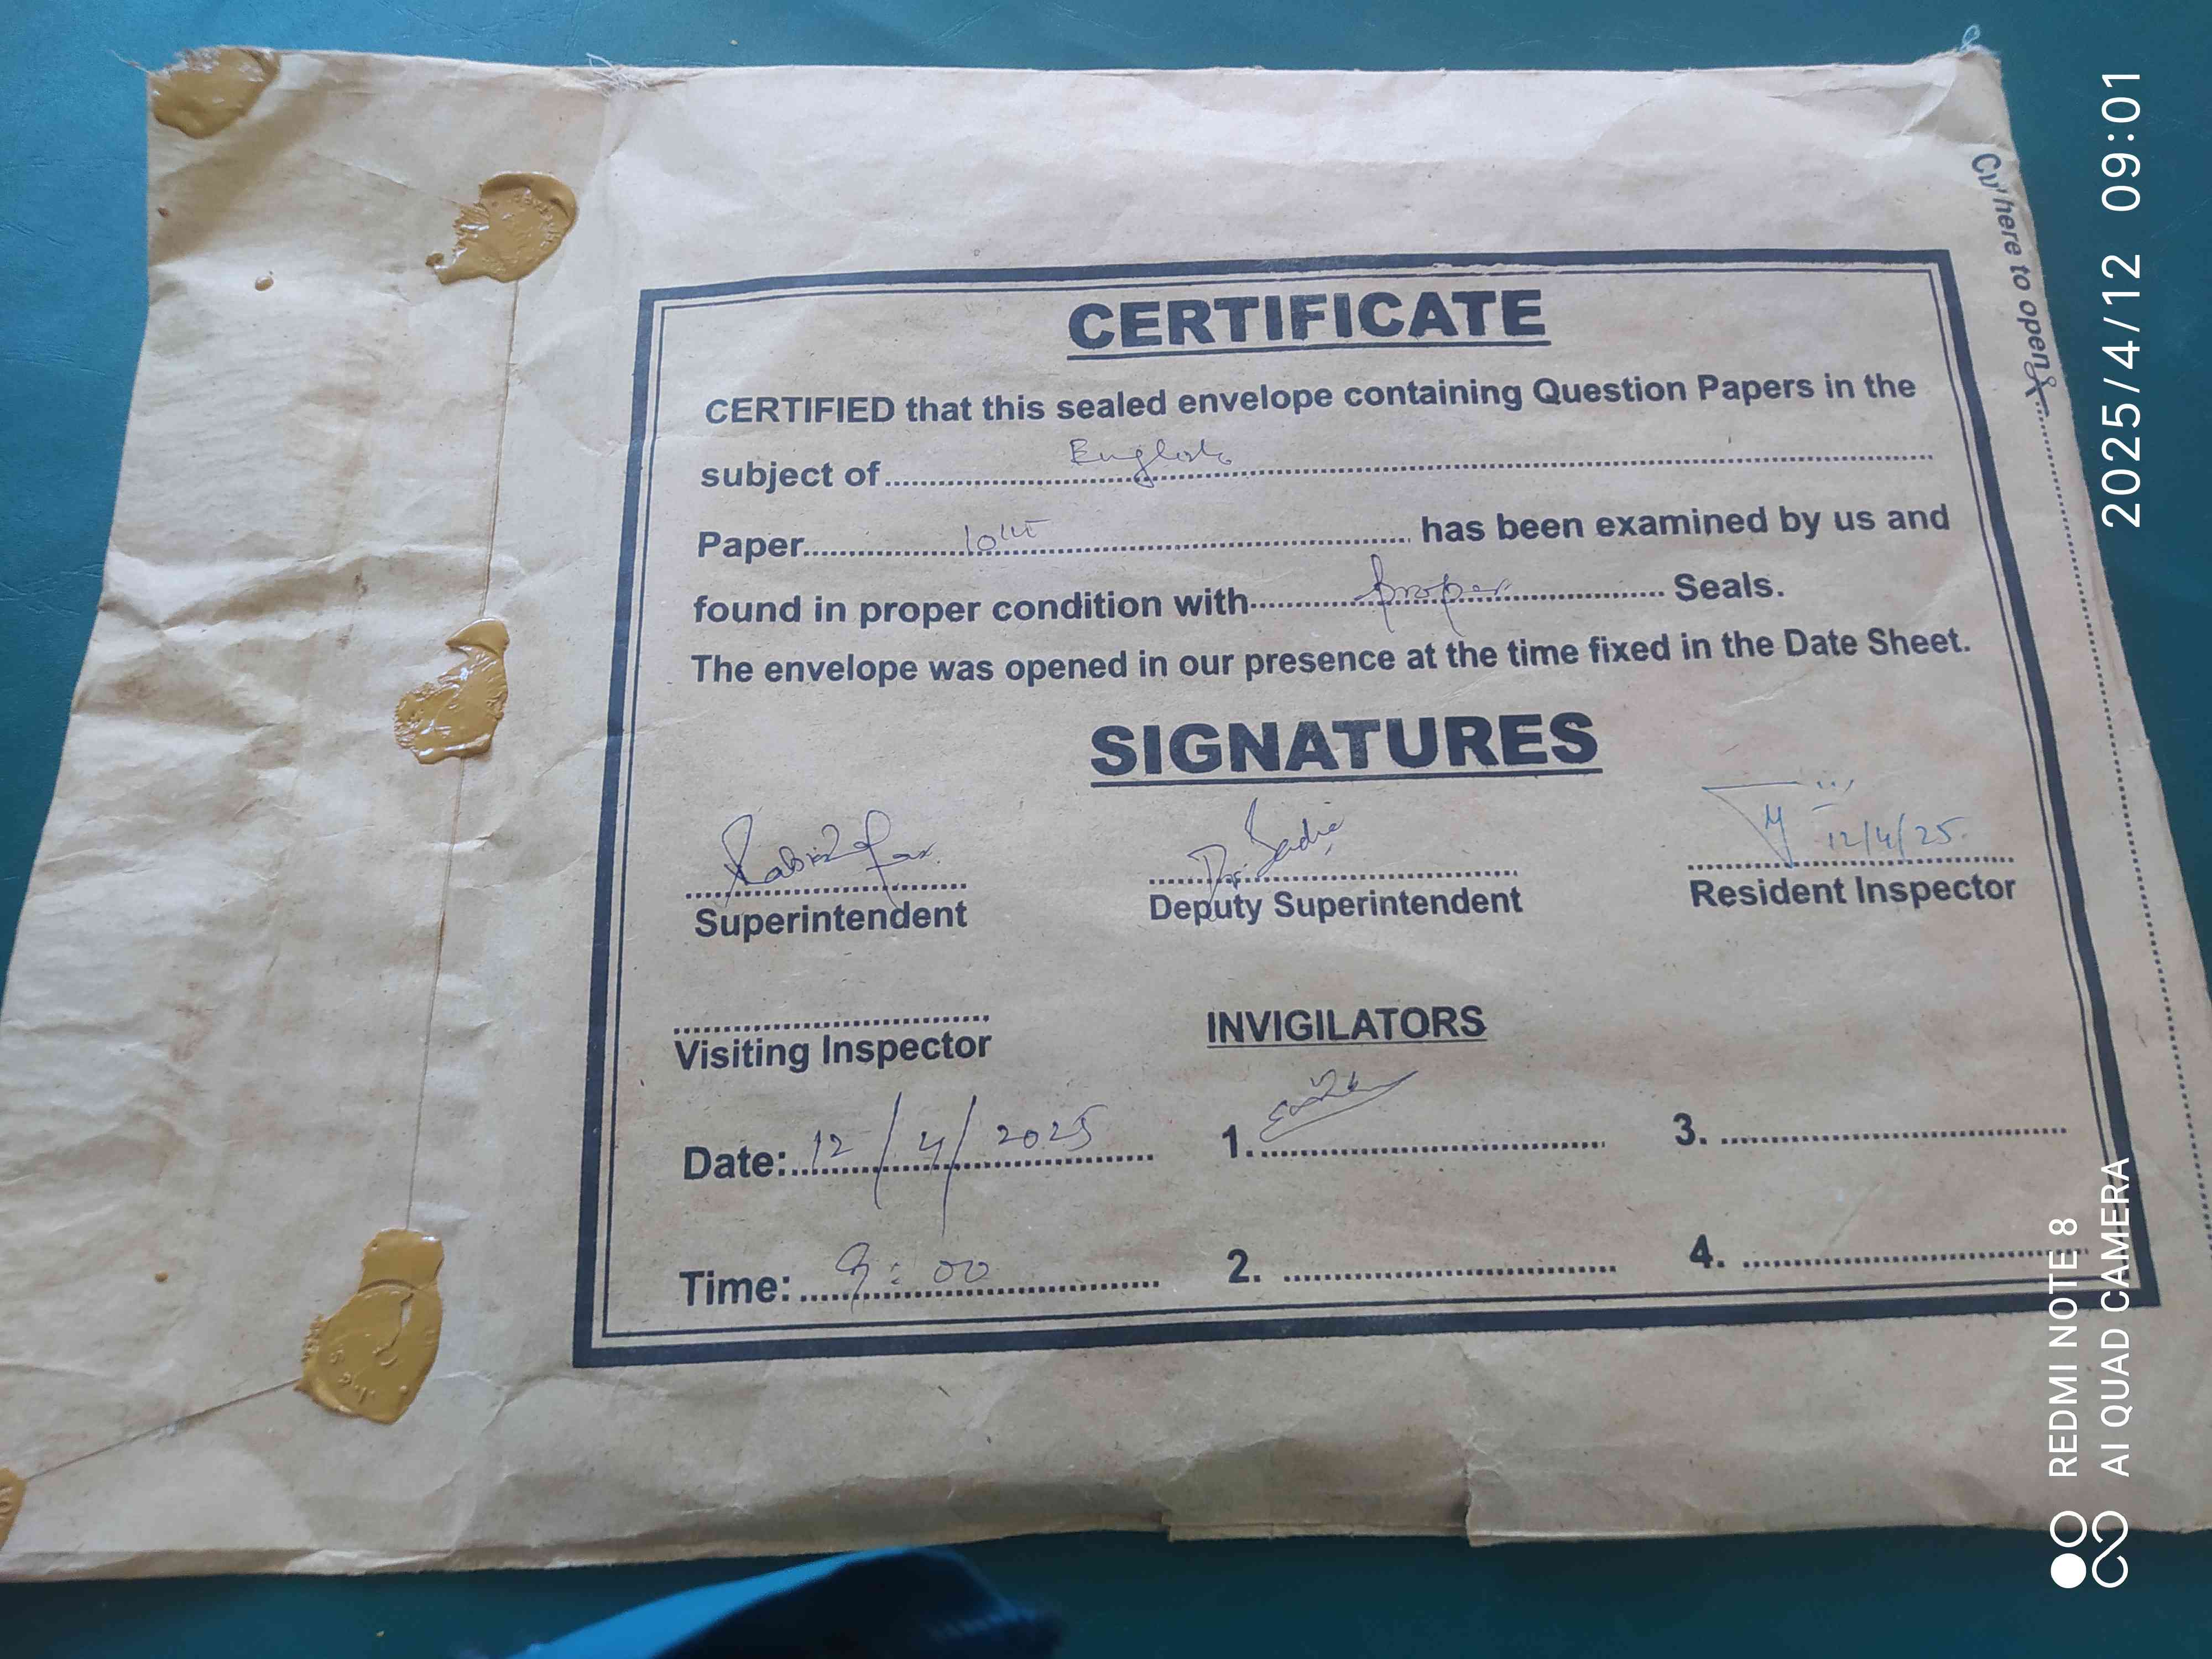 CERTIFICATE
CERTIFIED that this sealed envelope containing Question Papers in the
subject of English
Paper 10th has been examined by us and
found in proper condition with proper Seals.
The envelope was opened in our presence at the time fixed in the Date Sheet.
SIGNATURES
Dr. Sadia 12/4/25.
Superintendent Deputy Superintendent Resident Inspector
Visiting Inspector INVIGILATORS
Date: 12/4/2025 1. 3.
Time: 9:00 2. 4.
Cut here to open
2025/4/12 09:01
REDMI NOTE 8
AI QUAD CAMERA